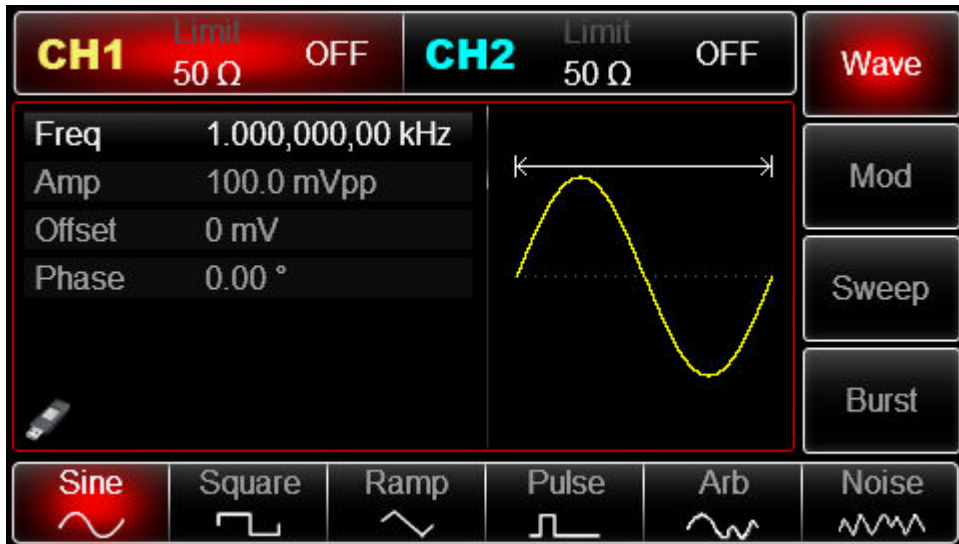 CH1 Limit 50 Ω OFF
CH2 Limit 50 Ω OFF
Wave
Freq 1.000,000,00 kHz
Amp 100.0 mVpp
Offset 0 mV
Phase 0.00 °
Mod
Sweep
Burst
Sine Square Ramp Pulse Arb Noise